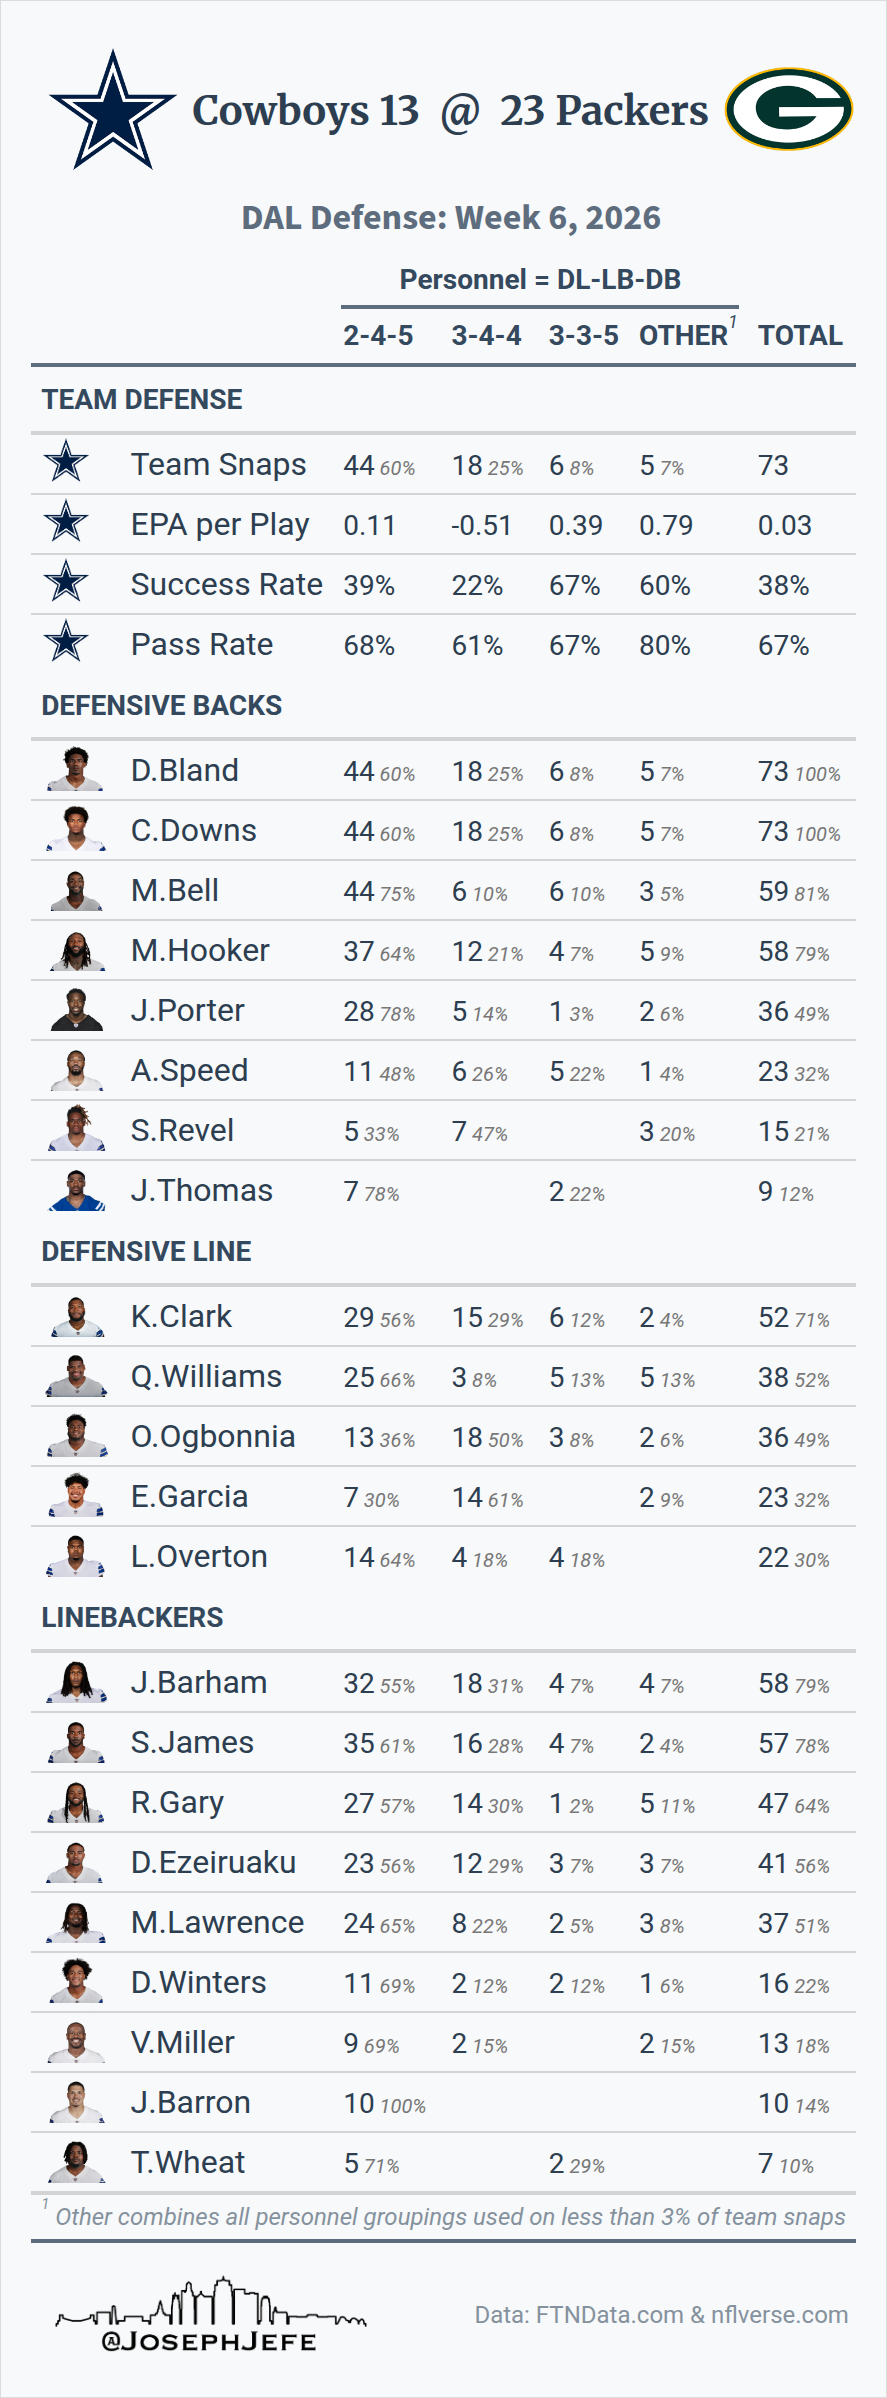 Cowboys 13 @ 23 Packers
DAL Defense: Week 6, 2026
Personnel = DL-LB-DB
2-4-5 3-4-4 3-3-5 OTHER 1 TOTAL
TEAM DEFENSE
Team Snaps 44 60% 18 25% 6 8% 5 7% 73
EPA per Play 0.11 -0.51 0.39 0.79 0.03
Success Rate 39% 22% 67% 60% 38%
Pass Rate 68% 61% 67% 80% 67%
DEFENSIVE BACKS
D.Bland 44 60% 18 25% 6 8% 5 7% 73 100%
C.Downs 44 60% 18 25% 6 8% 5 7% 73 100%
M.Bell 44 75% 6 10% 6 10% 3 5% 59 81%
M.Hooker 37 64% 12 21% 4 7% 5 9% 58 79%
J.Porter 28 78% 5 14% 1 3% 2 6% 36 49%
A.Speed 11 48% 6 26% 5 22% 1 4% 23 32%
S.Revel 5 33% 7 47% 3 20% 15 21%
J.Thomas 7 78% 2 22% 9 12%
DEFENSIVE LINE
K.Clark 29 56% 15 29% 6 12% 2 4% 52 71%
Q.Williams 25 66% 3 8% 5 13% 5 13% 38 52%
O.Ogbonnia 13 36% 18 50% 3 8% 2 6% 36 49%
E.Garcia 7 30% 14 61% 2 9% 23 32%
L.Overton 14 64% 4 18% 4 18% 22 30%
LINEBACKERS
J.Barham 32 55% 18 31% 4 7% 4 7% 58 79%
S.James 35 61% 16 28% 4 7% 2 4% 57 78%
R.Gary 27 57% 14 30% 1 2% 5 11% 47 64%
D.Ezeiruaku 23 56% 12 29% 3 7% 3 7% 41 56%
M.Lawrence 24 65% 8 22% 2 5% 3 8% 37 51%
D.Winters 11 69% 2 12% 2 12% 1 6% 16 22%
V.Miller 9 69% 2 15% 2 15% 13 18%
J.Barron 10 100% 10 14%
T.Wheat 5 71% 2 29% 7 10%
1 Other combines all personnel groupings used on less than 3% of team snaps
@JOSEPHJEFE
Data: FTNData.com & nflverse.com